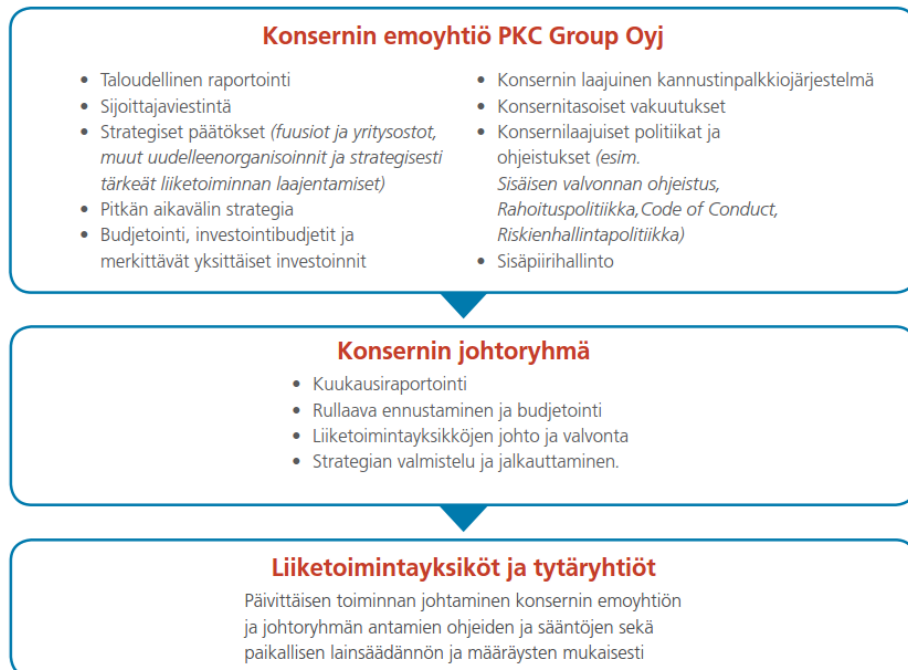 Konsernin emoyhtiö PKC Group Oyj
• Taloudellinen raportointi
• Sijoittajaviestintä
• Strategiset päätökset (fuusiot ja yritysostot,
muut uudelleenorganisoinnit ja strategisesti
tärkeät liiketoiminnan laajentamiset)
• Pitkän aikavälin strategia
• Budjetointi, investointibudjetit ja
merkittävät yksittäiset investoinnit
• Konsernin laajuinen kannustinpalkkiojärjestelmä
• Konsernitasoiset vakuutukset
• Konsernilaajuiset politiikat ja
ohjeistukset (esim.
Sisäisen valvonnan ohjeistus,
Rahoituspolitiikka, Code of Conduct,
Riskienhallintapolitiikka)
• Sisäpiirihallinto
Konsernin johtoryhmä
• Kuukausiraportointi
• Rullaava ennustaminen ja budjetointi
• Liiketoimintayksikköjen johto ja valvonta
• Strategian valmistelu ja jalkauttaminen.
Liiketoimintayksiköt ja tytäryhtiöt
Päivittäisen toiminnan johtaminen konsernin emoyhtiön
ja johtoryhmän antamien ohjeiden ja sääntöjen sekä
paikallisen lainsäädännön ja määräysten mukaisesti